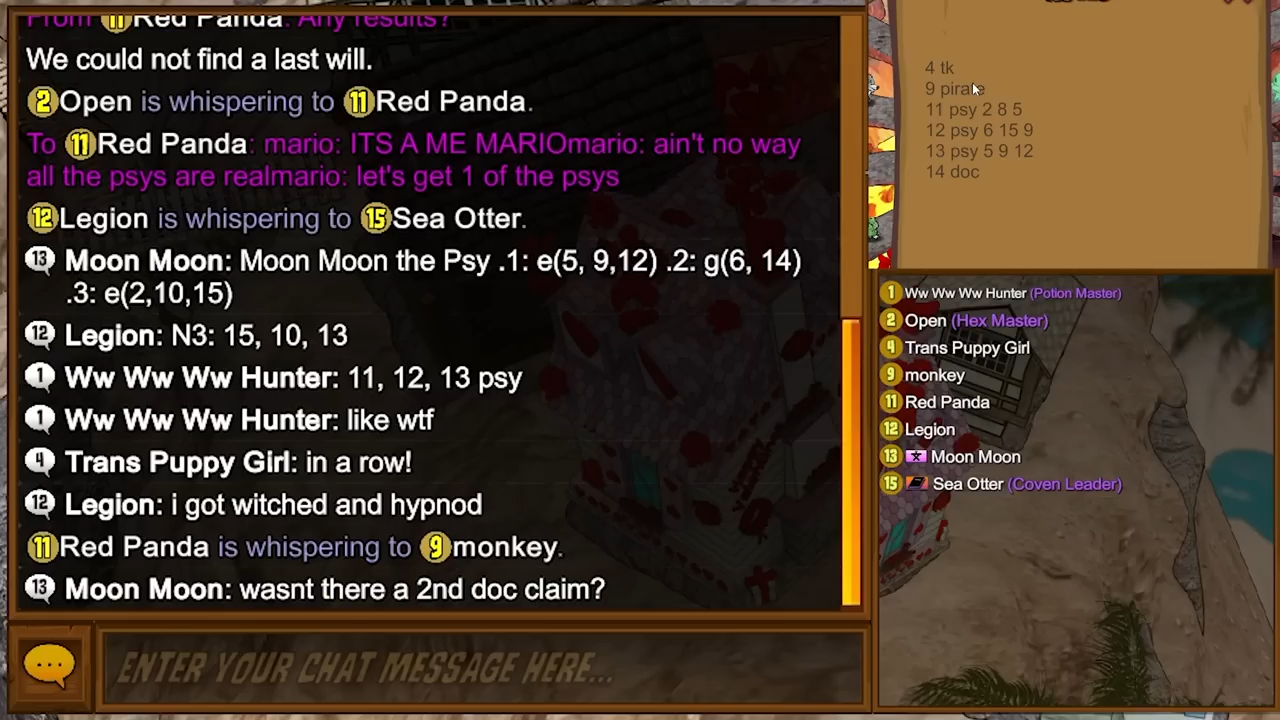 From 11 Red Panda: Any results?
We could not find a last will.
2 Open is whispering to 11 Red Panda.
To 11 Red Panda: mario: ITS A ME MARIOmario: ain't no way
all the psys are realmario: let's get 1 of the psys
12 Legion is whispering to 15 Sea Otter.
13 Moon Moon: Moon Moon the Psy .1: e(5, 9,12) .2: g(6, 14)
.3: e(2,10,15)
12 Legion: N3: 15, 10, 13
1 Ww Ww Ww Hunter: 11, 12, 13 psy
1 Ww Ww Ww Hunter: like wtf
4 Trans Puppy Girl: in a row!
12 Legion: i got witched and hypnod
11 Red Panda is whispering to 9 monkey.
13 Moon Moon: wasnt there a 2nd doc claim?
ENTER YOUR CHAT MESSAGE HERE...
4 tk
9 pirate
11 psy 2 8 5
12 psy 6 15 9
13 psy 5 9 12
14 doc
1 Ww Ww Ww Hunter (Potion Master)
2 Open (Hex Master)
4 Trans Puppy Girl
9 monkey
11 Red Panda
12 Legion
13 Moon Moon
15 Sea Otter (Coven Leader)